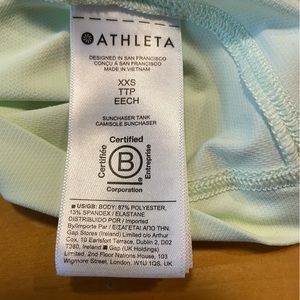 ATHLETA
DESIGNED IN SAN FRANCISCO
CONÇU À SAN FRANCISCO
MADE IN VIETNAM
XXS
TTP
EECH
SUNCHASER TANK
CAMISOLE SUNCHASER
Certified
Certifiée
B
Entreprise
Corporation
US/GB: BODY: 87% POLYESTER,
13% SPANDEX / ELASTANE
DISTRIBUTED BY / Imported
By/Importé Par / ΕΙΣΑΓΕΤΑΙ ΑΠΟ ΤΗΝ:
Gap Stores (Ireland) Limited c/o Arthur
Cox, 10 Earlsfort Terrace, Dublin 2, D02
T380, Ireland Gap (UK Holdings)
Limited, 2nd Floor Nations House, 103
Wigmore Street, London, W1U 1QS. UK